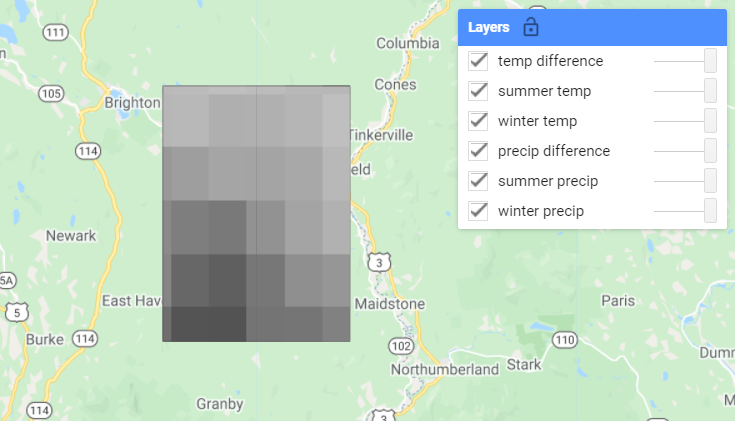 Layers
temp difference
summer temp
winter temp
precip difference
summer precip
winter precip
111
Columbia
105
Cones
Brighton
114
Tinkerville
eld
Newark
3
5A
East Hav
Maidstone
Paris
5
Burke
114
102
110
Dumm
Northumberland
Stark
Granby
114
3
M